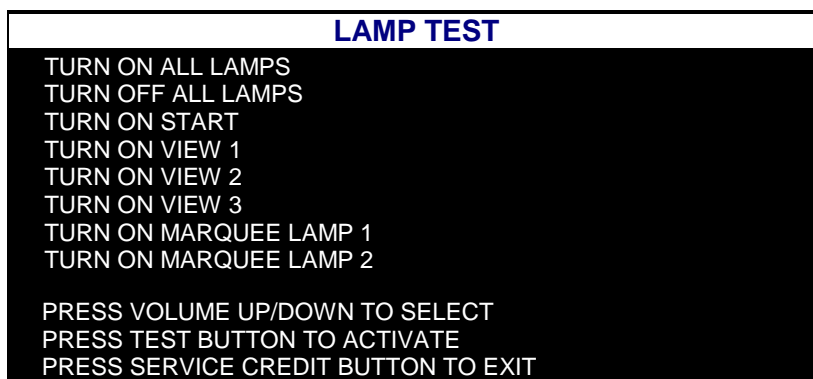 LAMP TEST
TURN ON ALL LAMPS
TURN OFF ALL LAMPS
TURN ON START
TURN ON VIEW 1
TURN ON VIEW 2
TURN ON VIEW 3
TURN ON MARQUEE LAMP 1
TURN ON MARQUEE LAMP 2
PRESS VOLUME UP/DOWN TO SELECT
PRESS TEST BUTTON TO ACTIVATE
PRESS SERVICE CREDIT BUTTON TO EXIT